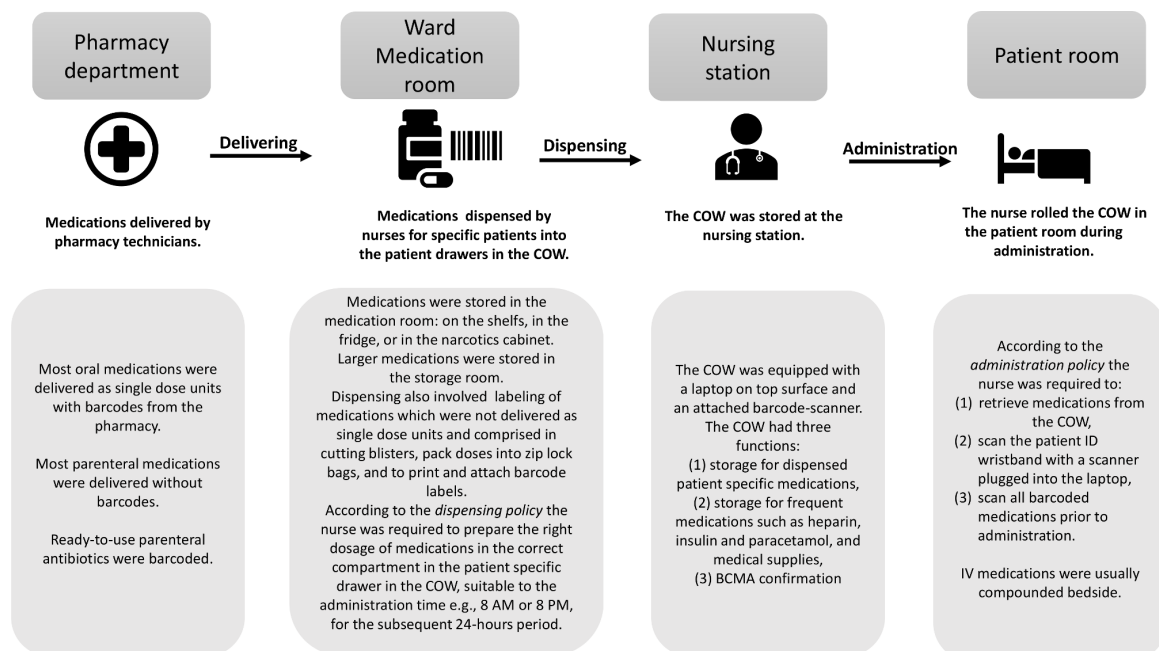 Pharmacy
department
Ward
Medication
room
Nursing
station
Patient room
Delivering
Dispensing
Administration
Medications delivered by
pharmacy technicians.
Medications  dispensed by
nurses for specific patients into
the patient drawers in the COW.
The COW was stored at the
nursing station.
The nurse rolled the COW in
the patient room during
administration.
Most oral medications were
delivered as single dose units
with barcodes from the
pharmacy.
Most parenteral medications
were delivered without
barcodes.
Ready-to-use parenteral
antibiotics were barcoded.
Medications were stored in the
medication room: on the shelfs, in the
fridge, or in the narcotics cabinet.
Larger medications were stored in
the storage room.
Dispensing also involved  labeling of
medications which were not delivered as
single dose units and comprised in
cutting blisters, pack doses into zip lock
bags, and to print and attach barcode
labels.
According to the dispensing policy the
nurse was required to prepare the right
dosage of medications in the correct
compartment in the patient specific
drawer in the COW, suitable to the
administration time e.g., 8 AM or 8 PM,
for the subsequent 24-hours period.
The COW was equipped with
a laptop on top surface and
an attached barcode-scanner.
The COW had three
functions:
(1) storage for dispensed
patient specific medications,
(2) storage for frequent
medications such as heparin,
insulin and paracetamol, and
medical supplies,
(3) BCMA confirmation
According to the
administration policy the
nurse was required to:
(1) retrieve medications from
the COW,
(2) scan the patient ID
wristband with a scanner
plugged into the laptop,
(3) scan all barcoded
medications prior to
administration.
IV medications were usually
compounded bedside.